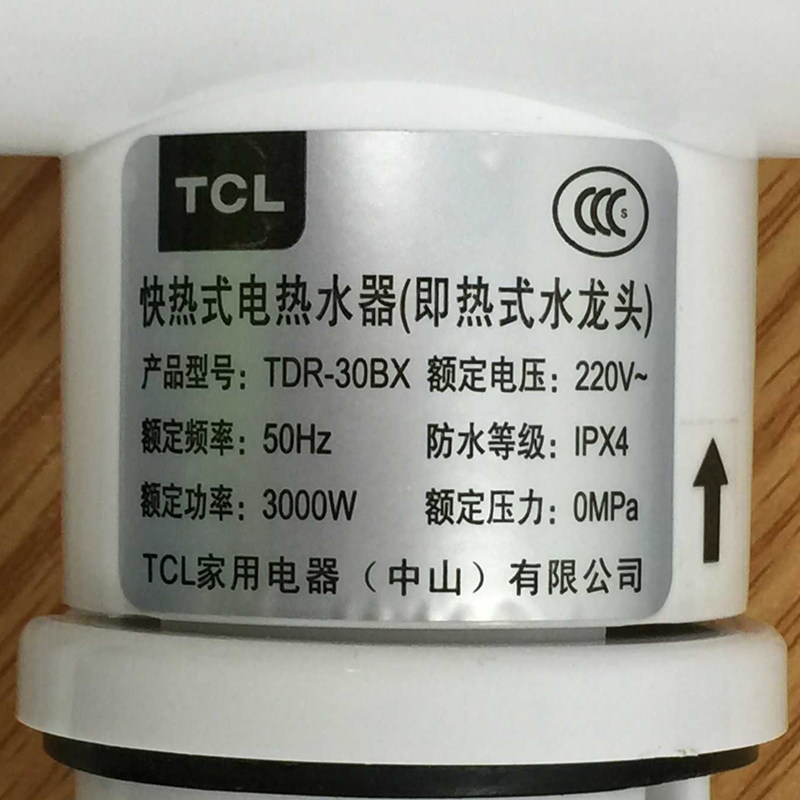 TCL
CCC S
快热式电热水器(即热式水龙头)
产品型号: TDR-30BX 额定电压: 220V~
额定频率: 50Hz 防水等级: IPX4
额定功率: 3000W 额定压力: 0MPa
TCL家用电器（中山）有限公司